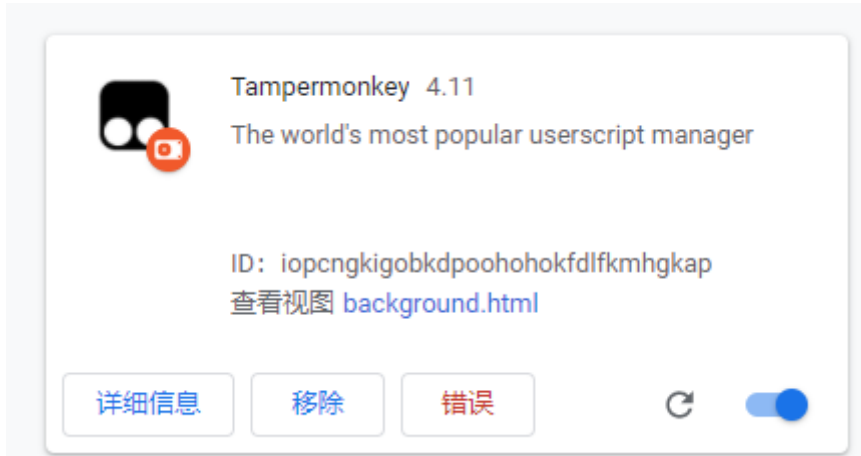 Tampermonkey 4.11
The world's most popular userscript manager
ID： iopcngkigobkdpoohohokfdlfkmhgkap
查看视图 background.html
详细信息 移除 错误